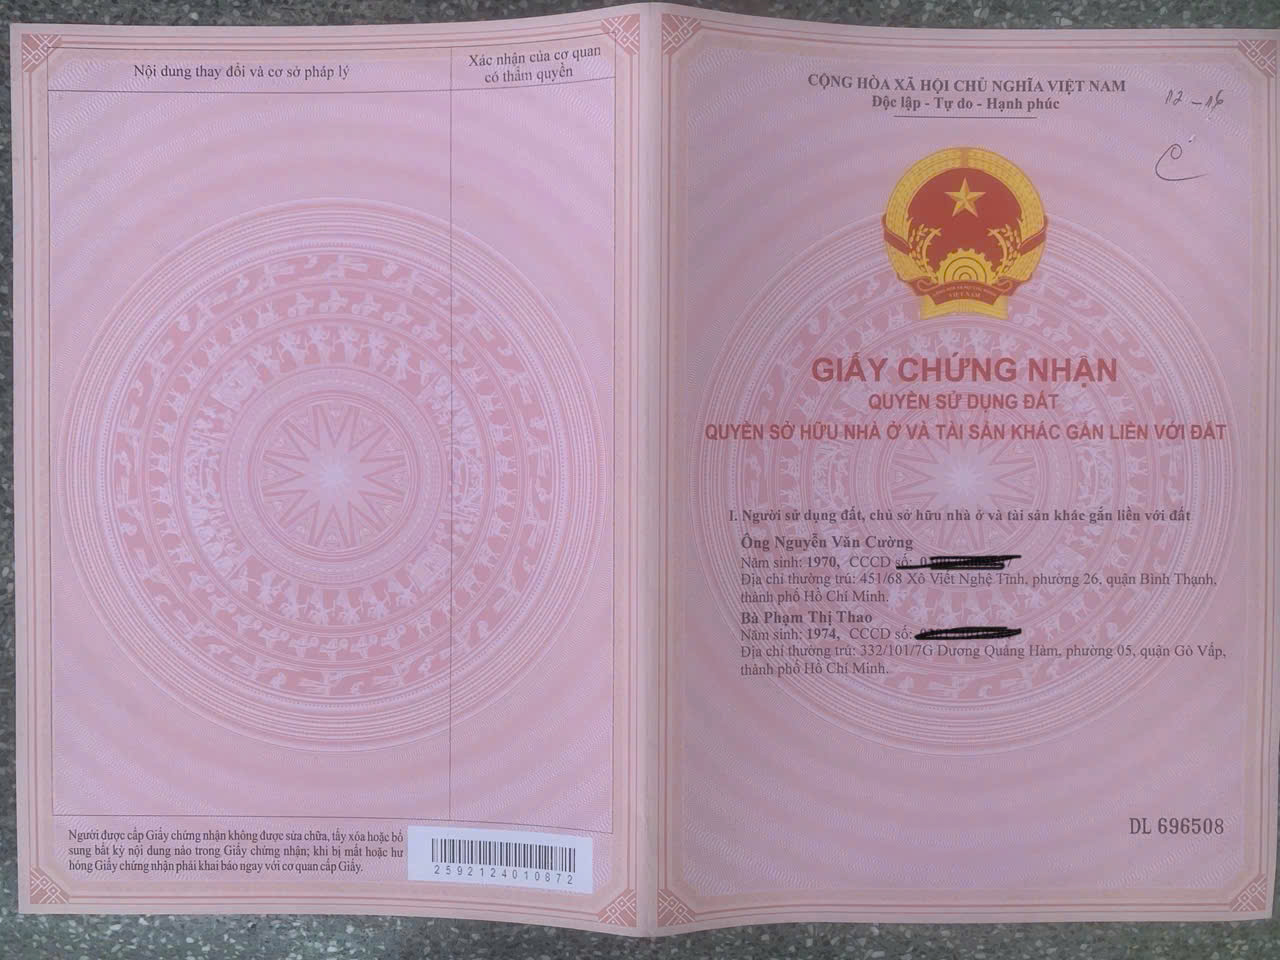 Nội dung thay đổi và cơ sở pháp lý
Xác nhận của cơ quan
có thẩm quyền
Người được cấp Giấy chứng nhận không được sửa chữa, tẩy xóa hoặc bổ
sung bất kỳ nội dung nào trong Giấy chứng nhận; khi bị mất hoặc hư
hỏng Giấy chứng nhận phải khai báo ngay với cơ quan cấp Giấy.
2592124010872
CỘNG HÒA XÃ HỘI CHỦ NGHĨA VIỆT NAM
Độc lập - Tự do - Hạnh phúc
12-16
VIỆT NAM
GIẤY CHỨNG NHẬN
QUYỀN SỬ DỤNG ĐẤT
QUYỀN SỞ HỮU NHÀ Ở VÀ TÀI SẢN KHÁC GẮN LIỀN VỚI ĐẤT
I. Người sử dụng đất, chủ sở hữu nhà ở và tài sản khác gắn liền với đất
Ông Nguyễn Văn Cường
Năm sinh: 1970, CCCD số:
Địa chỉ thường trú: 451/68 Xô Viết Nghệ Tĩnh, phường 26, quận Bình Thạnh,
thành phố Hồ Chí Minh.
Bà Phạm Thị Thao
Năm sinh: 1974, CCCD số:
Địa chỉ thường trú: 332/101/7G Dương Quảng Hàm, phường 05, quận Gò Vấp,
thành phố Hồ Chí Minh.
DL 696508